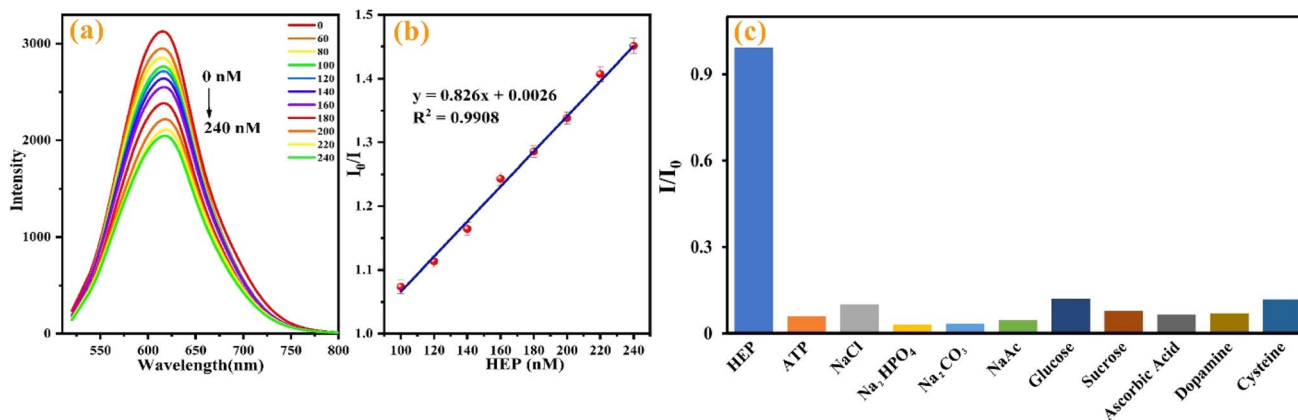 (a)
3000
2000
1000
0
Intensity
550
600
650
700
750
800
Wavelength(nm)
0 nM
240 nM
0
60
80
100
120
140
160
180
200
220
240
(b)
1.5
1.4
1.3
1.2
1.1
1.0
I₀/I
y = 0.826x + 0.0026
R² = 0.9908
100
120
140
160
180
200
220
240
HEP (nM)
(c)
0.9
0.6
0.3
0
I/I₀
HEP
ATP
NaCl
Na₂ HPO₄
Na₂ CO₃
NaAc
Glucose
Sucrose
Ascorbic Acid
Dopamine
Cysteine